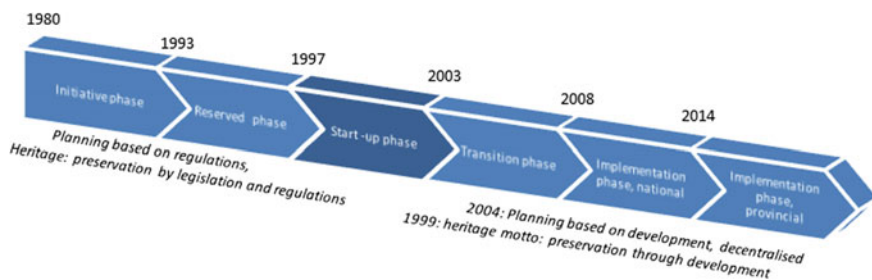 1980
1993
1997
2003
2008
2014
Initiative phase
Reserved phase
Start -up phase
Transition phase
Implementation
phase, national
Implementation
phase,
provincial
Planning based on regulations,
Heritage: preservation by legislation and regulations
2004: Planning based on development, decentralised
1999: heritage motto: preservation through development